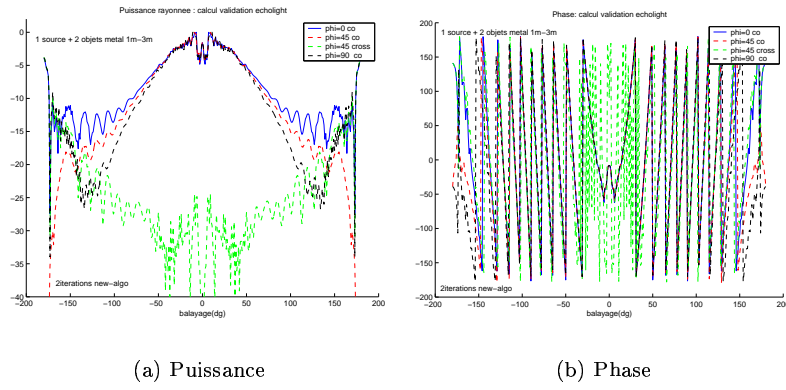 Puissance rayonnee : calcul validation echolight
1 source + 2 objets metal 1m-3m
phi=0 co
phi=45 co
phi=45 cross
phi=90 co
0
−5
−10
−15
−20
−25
−30
−35
−40
2iterations new-algo
−200 −150 −100 −50 0 50 100 150 200
balayage(dg)
(a) Puissance
Phase: calcul validation echolight
1 source + 2 objets metal 1m-3m
phi=0 co
phi=45 co
phi=45 cross
phi=90 co
200
150
100
50
0
−50
−100
−150
−200
2iterations new-algo
−200 −150 −100 −50 0 50 100 150 200
balayage(dg)
(b) Phase